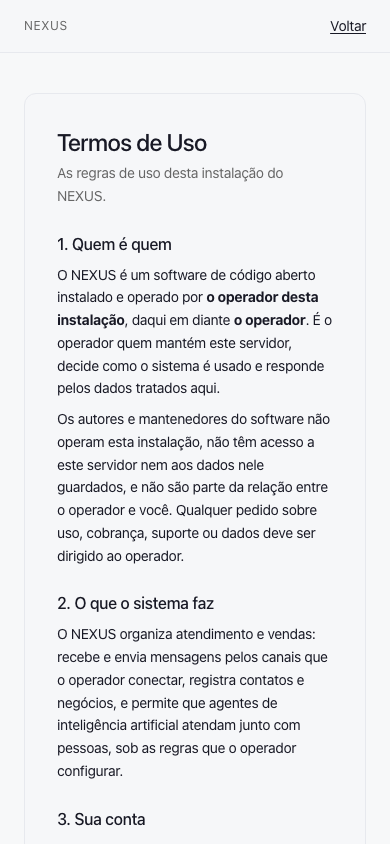 NEXUS
Voltar
Termos de Uso
As regras de uso desta instalação do
NEXUS.
1. Quem é quem
O NEXUS é um software de código aberto
instalado e operado por o operador desta
instalação, daqui em diante o operador. É o
operador quem mantém este servidor,
decide como o sistema é usado e responde
pelos dados tratados aqui.
Os autores e mantenedores do software não
operam esta instalação, não têm acesso a
este servidor nem aos dados nele
guardados, e não são parte da relação entre
o operador e você. Qualquer pedido sobre
uso, cobrança, suporte ou dados deve ser
dirigido ao operador.
2. O que o sistema faz
O NEXUS organiza atendimento e vendas:
recebe e envia mensagens pelos canais que
o operador conectar, registra contatos e
negócios, e permite que agentes de
inteligência artificial atendam junto com
pessoas, sob as regras que o operador
configurar.
3. Sua conta